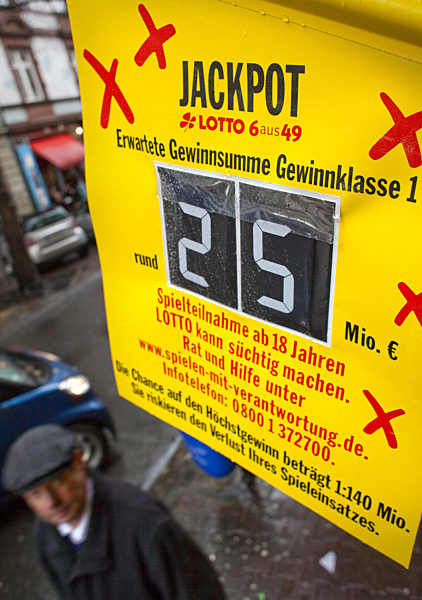 JACKPOT
LOTTO 6aus49
Erwartete Gewinnsumme Gewinnklasse 1
rund 25 Mio. €
Spielteilnahme ab 18 Jahren
LOTTO kann süchtig machen.
Rat und Hilfe unter
www.spielen-mit-verantwortung.de.
Infotelefon: 0800 1 372700.
Die Chance auf den Höchstgewinn beträgt 1:140 Mio.
Sie riskieren den Verlust Ihres Spieleinsatzes.